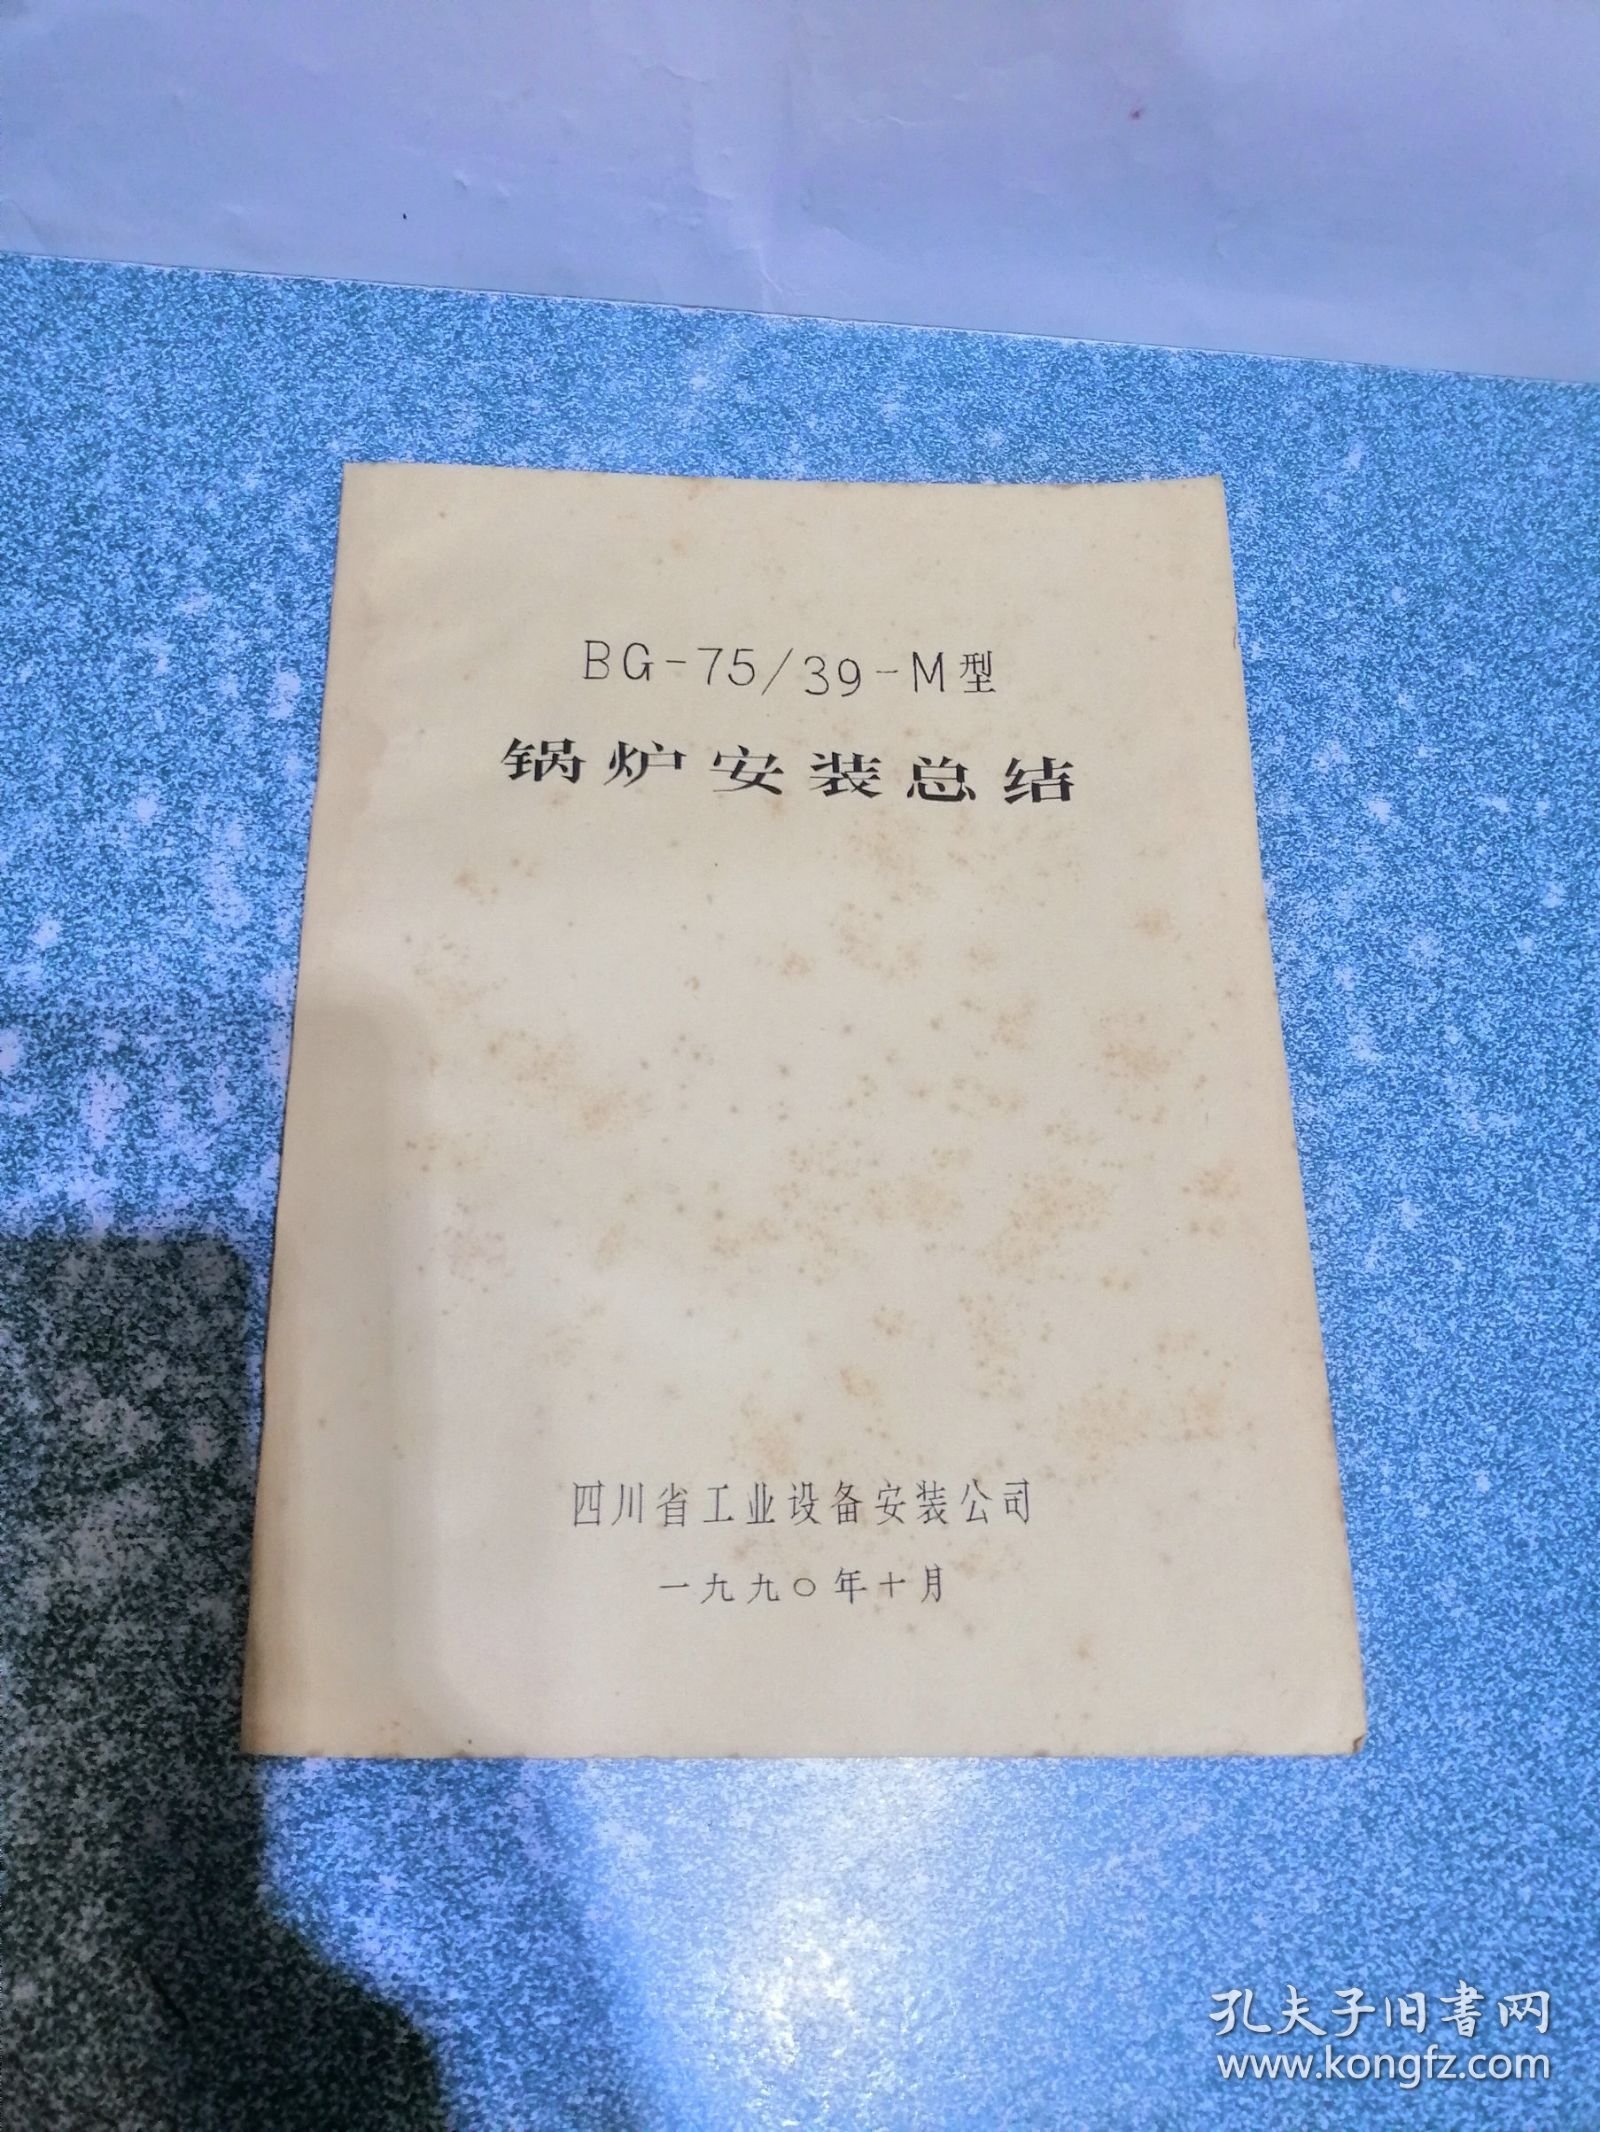 BG-75/39-M型
锅炉安装总结
四川省工业设备安装公司
一九九〇年十月
孔夫子旧书网
www.kongfz.com